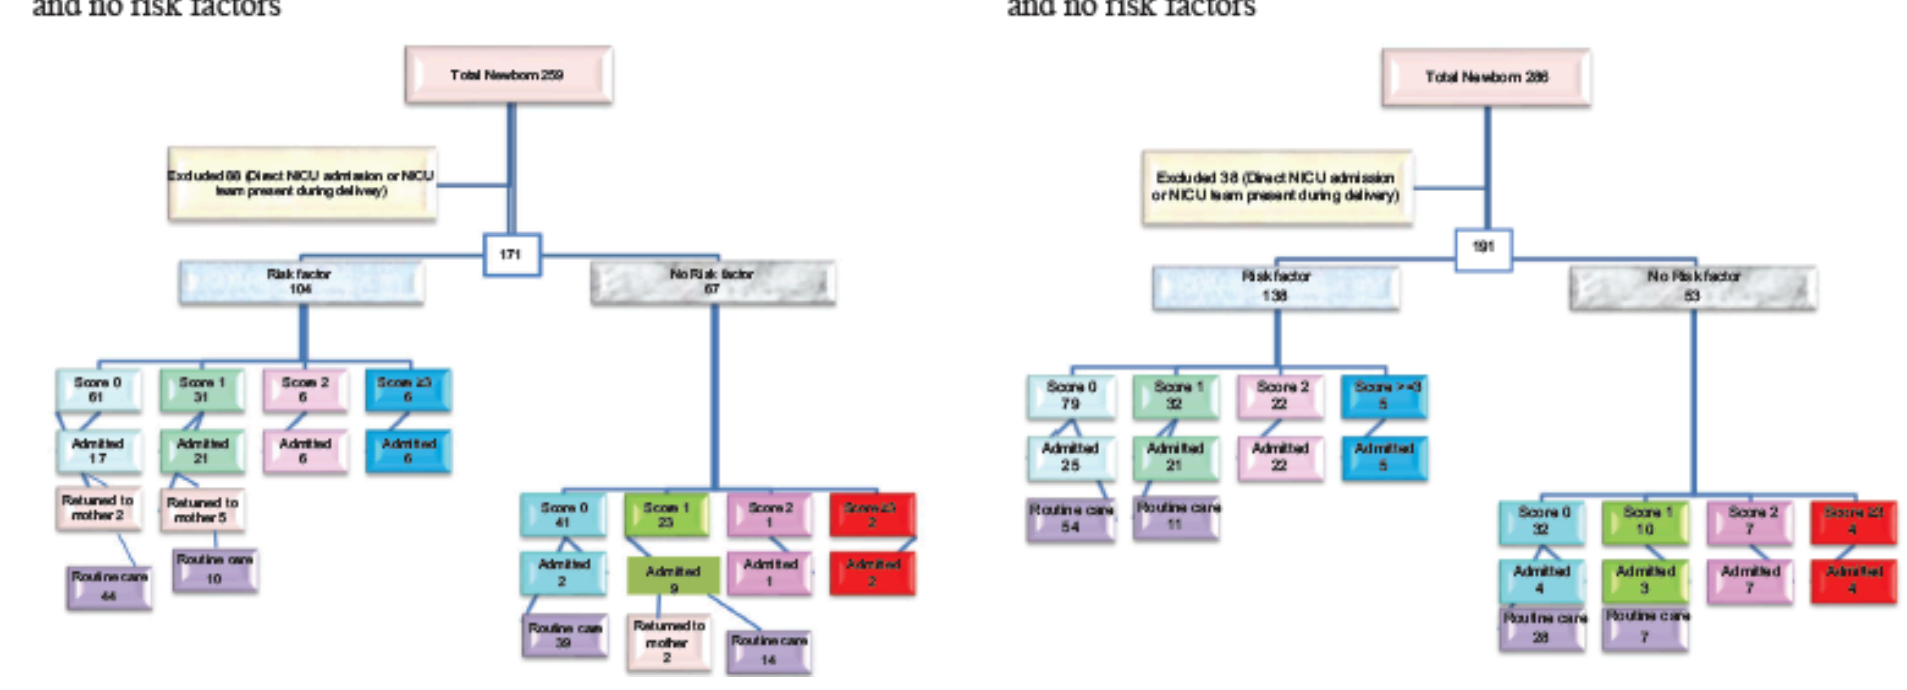 and no risk factors
Total Newborn 259
Excluded 88 (Direct NICU admission or NICU
team present during delivery)
171
Risk factor
104
No Risk factor
67
Score 0
61
Score 1
31
Score 2
6
Score ≥3
6
Admitted
17
Admitted
21
Admitted
6
Admitted
6
Returned to
mother 2
Returned to
mother 5
Routine care
44
Routine care
10
Score 0
41
Score 1
23
Score 2
1
Score ≥3
2
Admitted
2
Admitted
9
Admitted
1
Admitted
2
Routine care
39
Returned to
mother
2
Routine care
14
and no risk factors
Total Newborn 286
Excluded 38 (Direct NICU admission
or NICU team present during delivery)
191
Risk factor
138
No Risk factor
53
Score 0
79
Score 1
32
Score 2
22
Score >=3
5
Admitted
25
Admitted
21
Admitted
22
Admitted
5
Routine care
54
Routine care
11
Score 0
32
Score 1
10
Score 2
7
Score ≥3
4
Admitted
4
Admitted
3
Admitted
7
Admitted
4
Routine care
28
Routine care
7